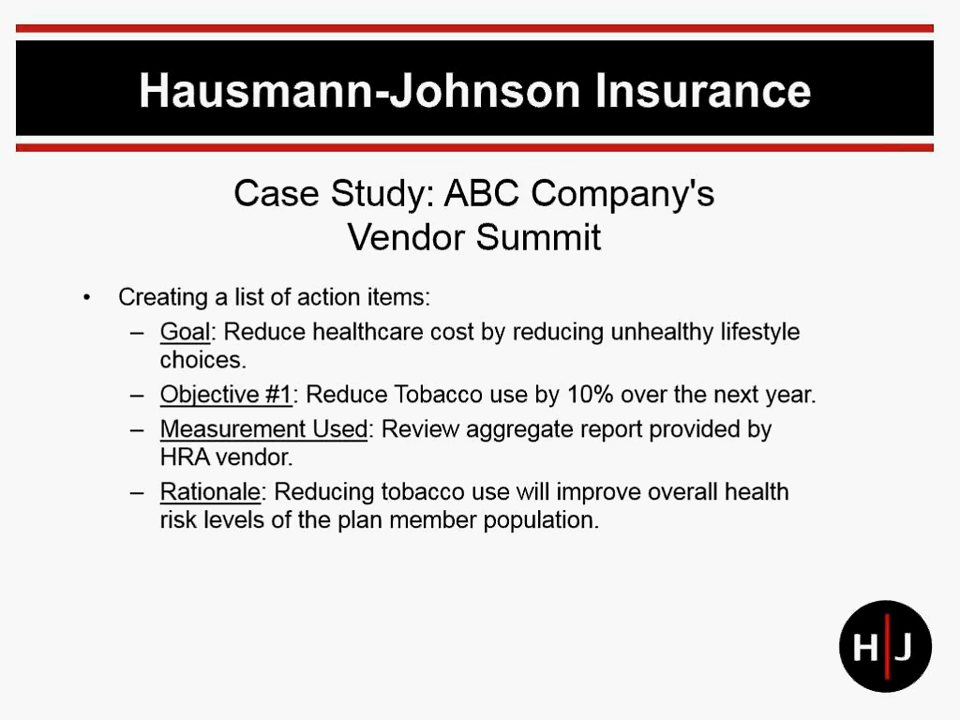 Hausmann-Johnson Insurance
Case Study: ABC Company's
Vendor Summit
• Creating a list of action items:
– Goal: Reduce healthcare cost by reducing unhealthy lifestyle
choices.
– Objective #1: Reduce Tobacco use by 10% over the next year.
– Measurement Used: Review aggregate report provided by
HRA vendor.
– Rationale: Reducing tobacco use will improve overall health
risk levels of the plan member population.
H J